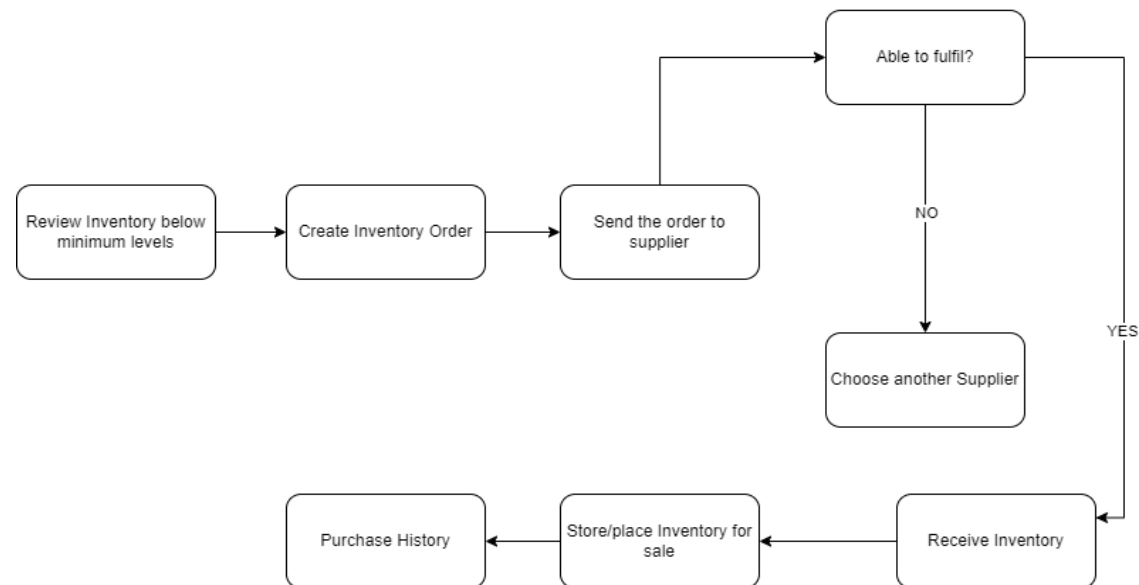 Able to fulfil?
Review Inventory below
minimum levels
Create Inventory Order
Send the order to
supplier
NO
YES
Choose another Supplier
Purchase History
Store/place Inventory for
sale
Receive Inventory